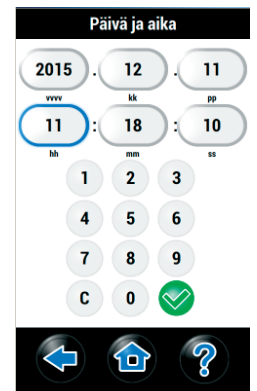 Päivä ja aika
2015 . 12 . 11
vvvv kk pp
11 : 18 : 10
hh mm ss
1 2 3
4 5 6
7 8 9
C 0
?